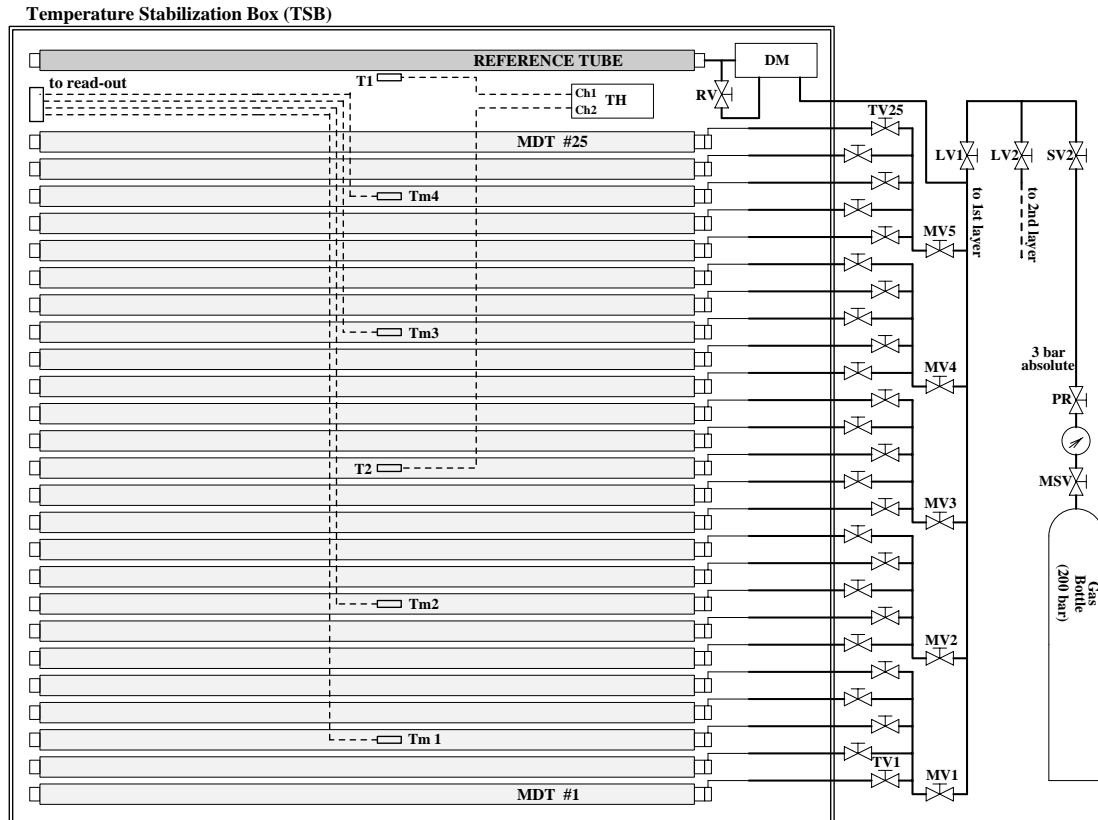 Temperature Stabilization Box (TSB)
REFERENCE TUBE
DM
to read-out
T1
Ch1
Ch2
TH
RV
TV25
MDT #25
LV1
LV2
SV2
Tm4
to 1st layer
to 2nd layer
MV5
Tm3
3 bar
absolute
MV4
PR
T2
MSV
MV3
Gas
Bottle
(200 bar)
Tm2
MV2
Tm 1
TV1
MV1
MDT #1